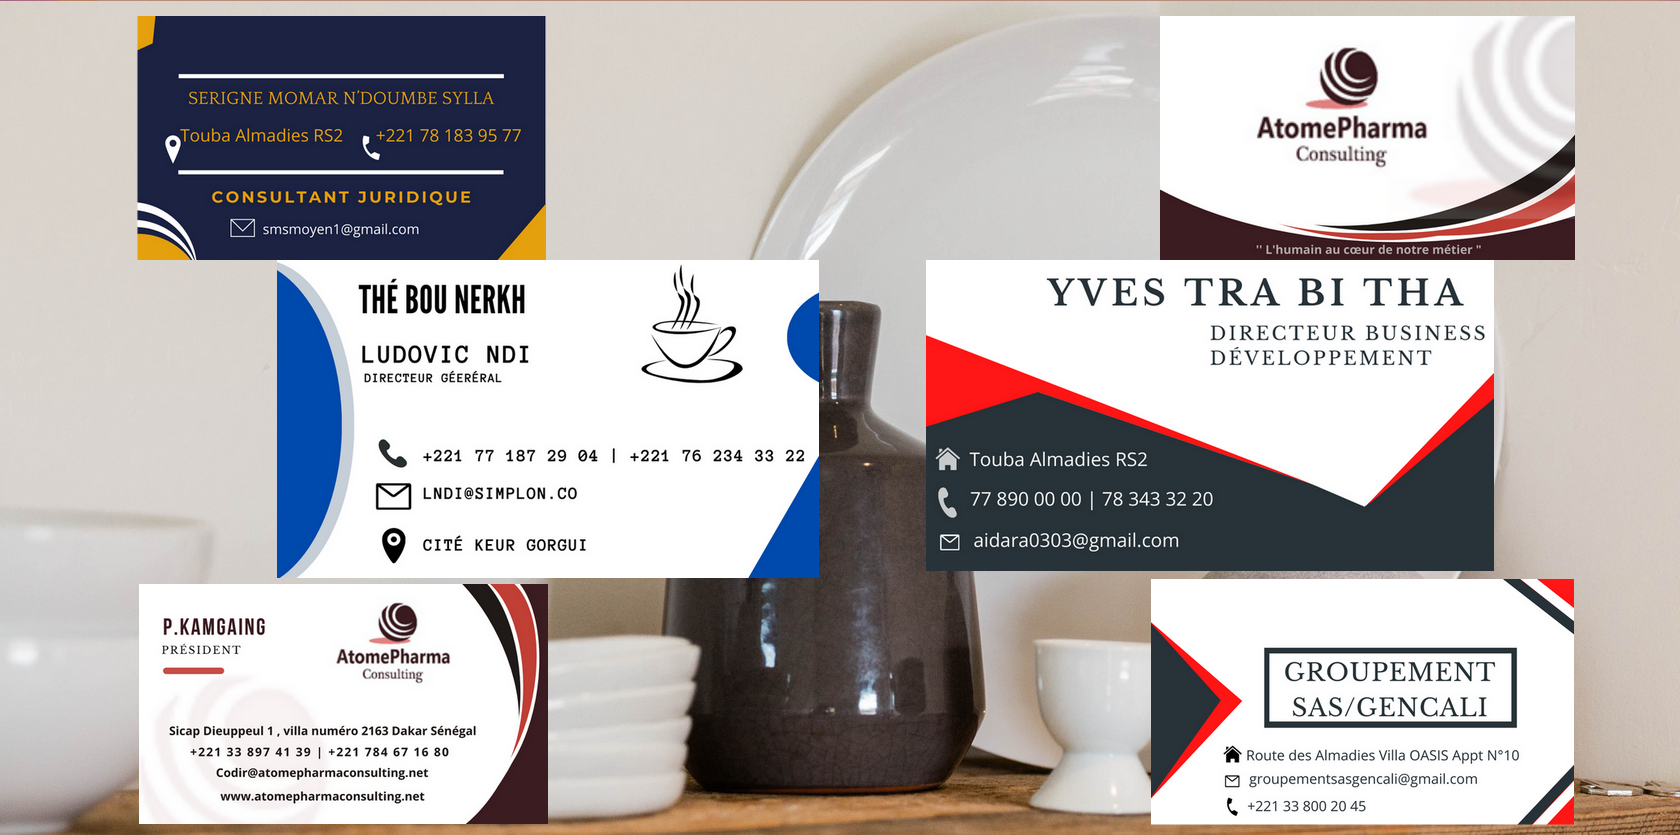 SERIGNE MOMAR N'DOUMBE SYLLA
Touba Almadies RS2 +221 78 183 95 77
CONSULTANT JURIDIQUE
smsmoyen1@gmail.com
AtomePharma
Consulting
'' L'humain au cœur de notre métier "
THÉ BOU NERKH
LUDOVIC NDI
DIRECTEUR GÉERÉRAL
+221 77 187 29 04 | +221 76 234 33 22
LNDI@SIMPLON.CO
CITÉ KEUR GORGUI
YVES TRA BI THA
DIRECTEUR BUSINESS
DÉVELOPPEMENT
Touba Almadies RS2
77 890 00 00 | 78 343 32 20
aidara0303@gmail.com
P.KAMGAING
PRÉSIDENT
AtomePharma
Consulting
Sicap Dieuppeul 1 , villa numéro 2163 Dakar Sénégal
+221 33 897 41 39 | +221 784 67 16 80
Codir@atomepharmaconsulting.net
www.atomepharmaconsulting.net
GROUPEMENT
SAS/GENCALI
Route des Almadies Villa OASIS Appt N°10
groupementsasgencali@gmail.com
+221 33 800 20 45